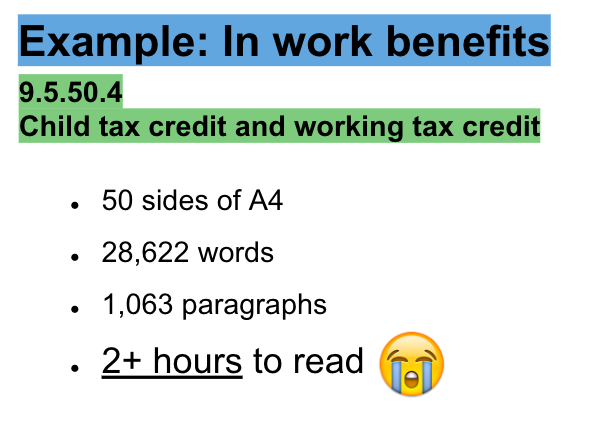 Example: In work benefits
9.5.50.4
Child tax credit and working tax credit
• 50 sides of A4
• 28,622 words
• 1,063 paragraphs
• 2+ hours to read 😭